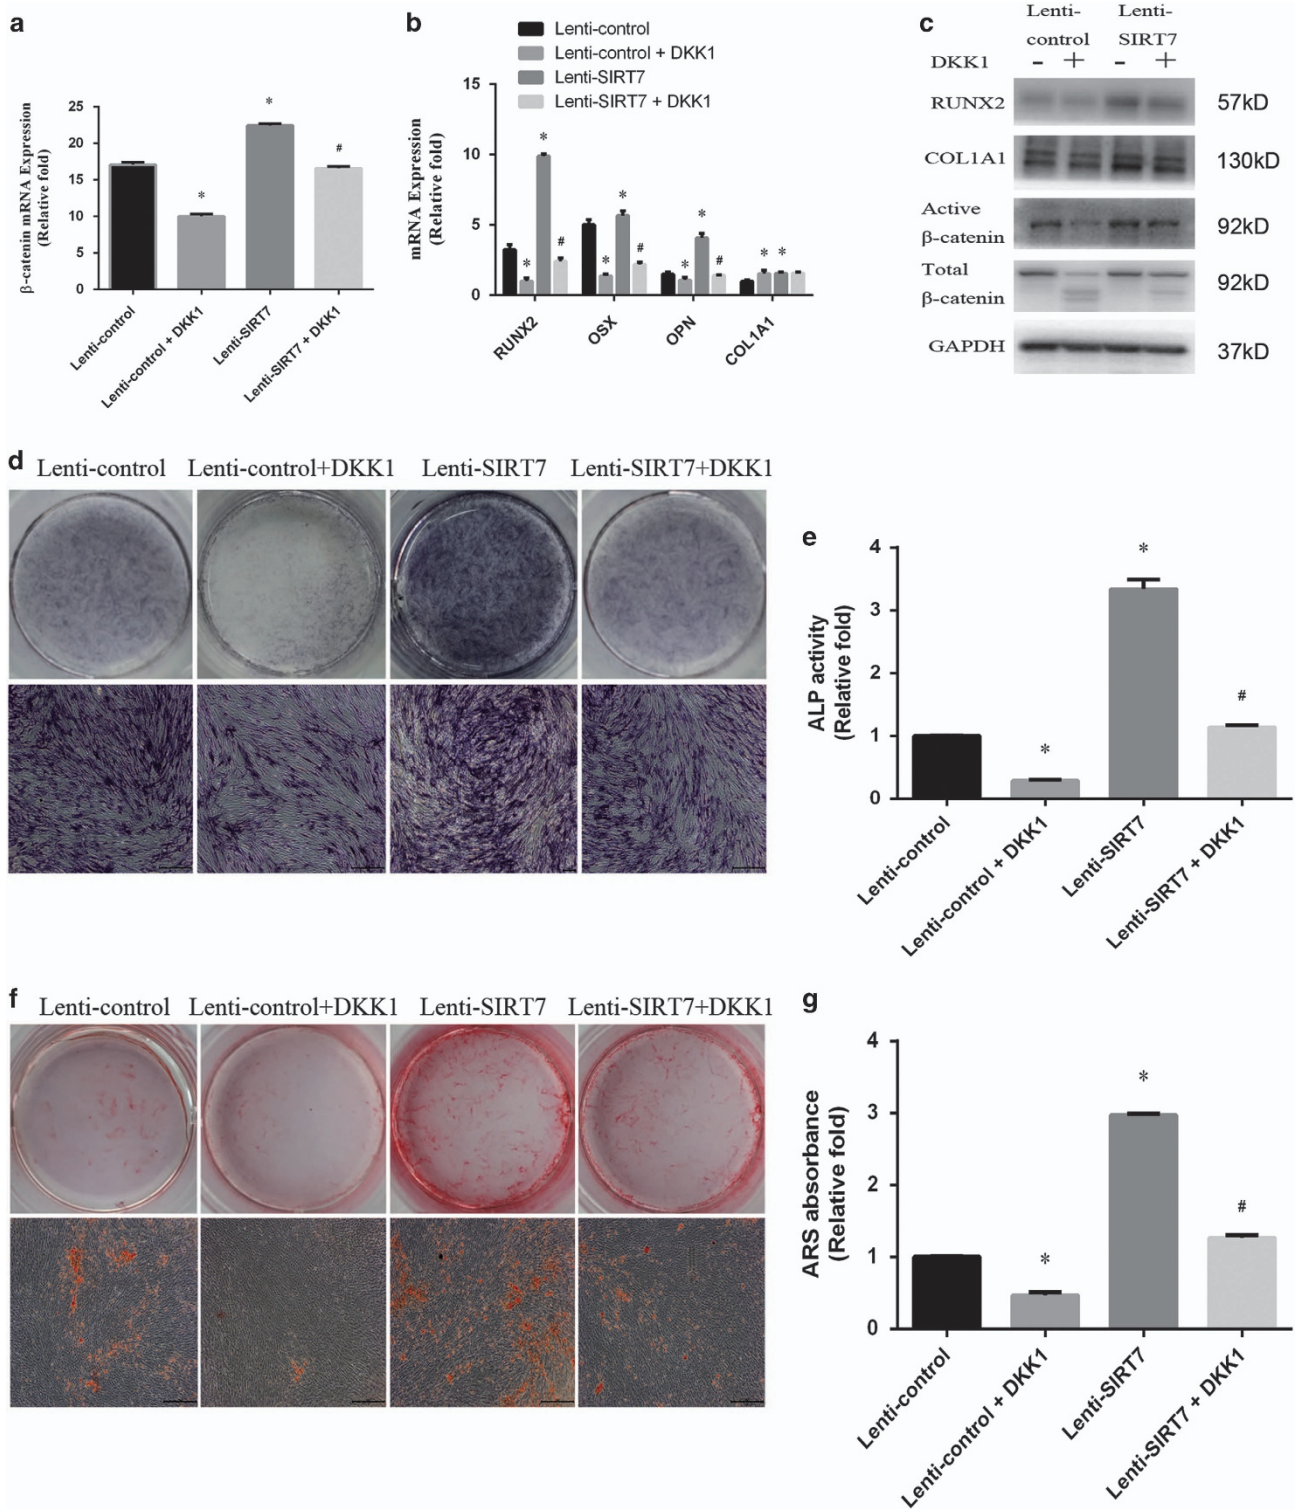 a
β-catenin mRNA Expression
(Relative fold)
25
20
15
10
5
0
*
*
#
Lenti-control
Lenti-control + DKK1
Lenti-SIRT7
Lenti-SIRT7 + DKK1
b
Lenti-control
Lenti-control + DKK1
Lenti-SIRT7
Lenti-SIRT7 + DKK1
mRNA Expression
(Relative fold)
15
10
5
0
*
*
#
*
*
#
*
*
#
*
*
RUNX2
OSX
OPN
COL1A1
c
Lenti-
control
Lenti-
SIRT7
DKK1 - + - +
RUNX2 57kD
COL1A1 130kD
Active
β-catenin
92kD
Total
β-catenin
92kD
GAPDH 37kD
d
Lenti-control Lenti-control+DKK1 Lenti-SIRT7 Lenti-SIRT7+DKK1
e
ALP activity
(Relative fold)
4
3
2
1
0
*
*
#
Lenti-control
Lenti-control + DKK1
Lenti-SIRT7
Lenti-SIRT7 + DKK1
f
Lenti-control Lenti-control+DKK1 Lenti-SIRT7 Lenti-SIRT7+DKK1
g
ARS absorbance
(Relative fold)
4
3
2
1
0
*
*
#
Lenti-control
Lenti-control + DKK1
Lenti-SIRT7
Lenti-SIRT7 + DKK1